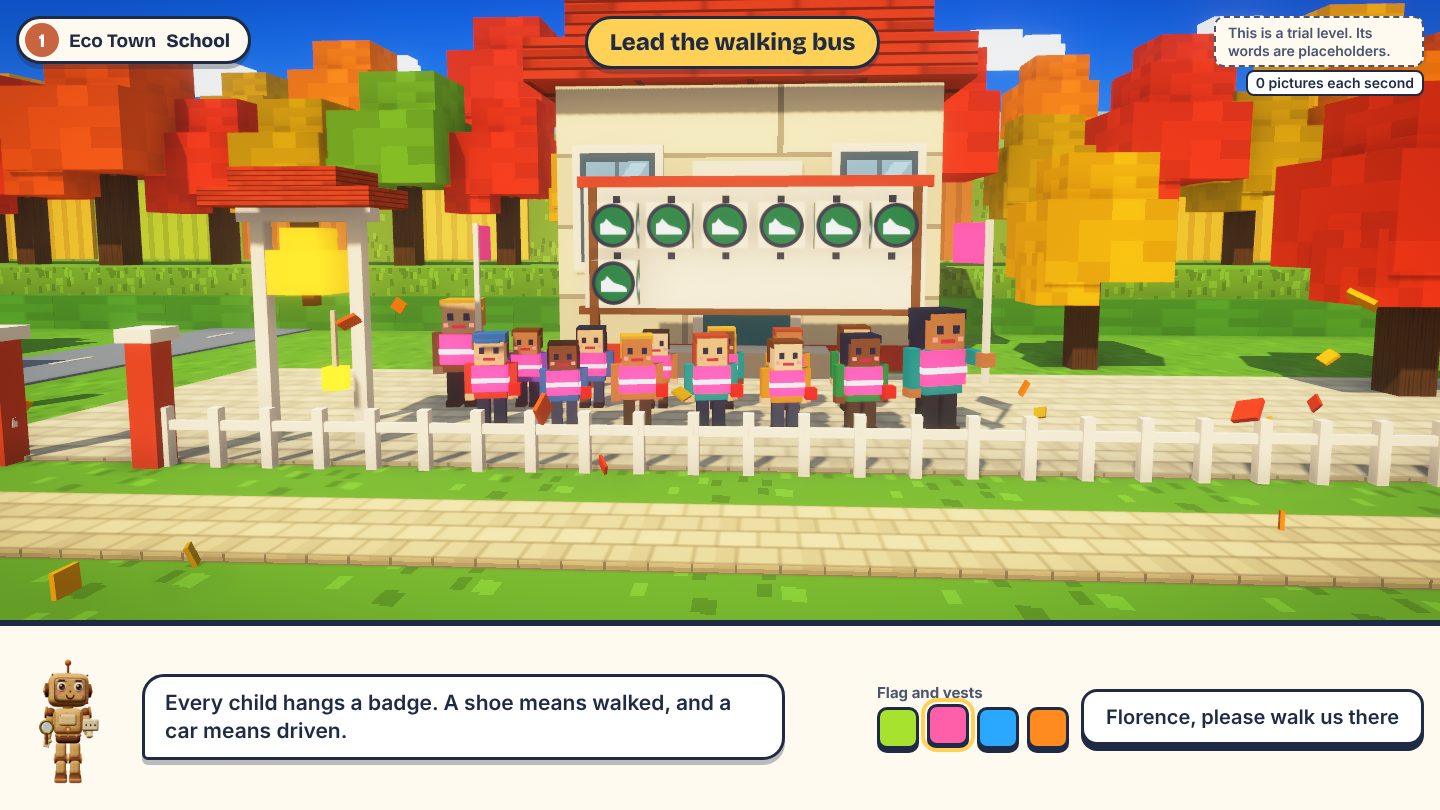 1 Eco Town School
Lead the walking bus
This is a trial level. Its
words are placeholders.
0 pictures each second
Every child hangs a badge. A shoe means walked, and a
car means driven.
Flag and vests
Florence, please walk us there